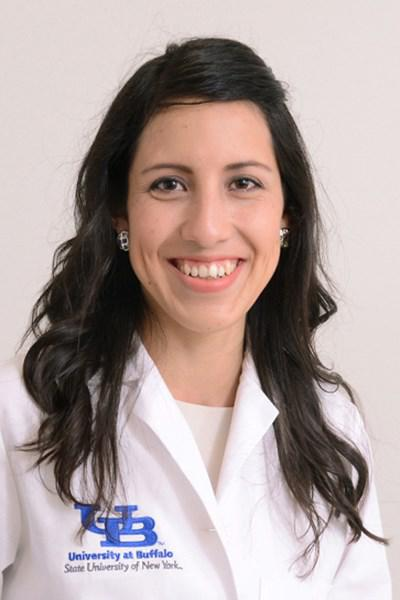 UB
University at Buffalo
State University of New York